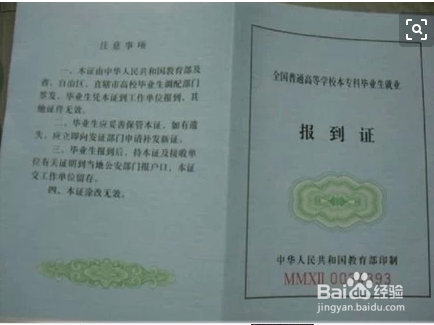 注意事项
一、本证由中华人民共和国教育部及
省、自治区、直辖市高校毕业生调配部门
签发，毕业生凭本证到工作单位报到，其
他证件无效。
二、毕业生应妥善保管本证，如有遗
失，应立即向发证部门申请补发新证。
三、毕业生报到后，持本证及接收单
位有关证明到当地公安部门报户口，本证
交工作单位留存。
四、本证涂改无效。
全国普通高等学校本专科毕业生就业
报到证
中华人民共和国教育部印制
MMXII
Baidu 经验
jingyan.baidu.com